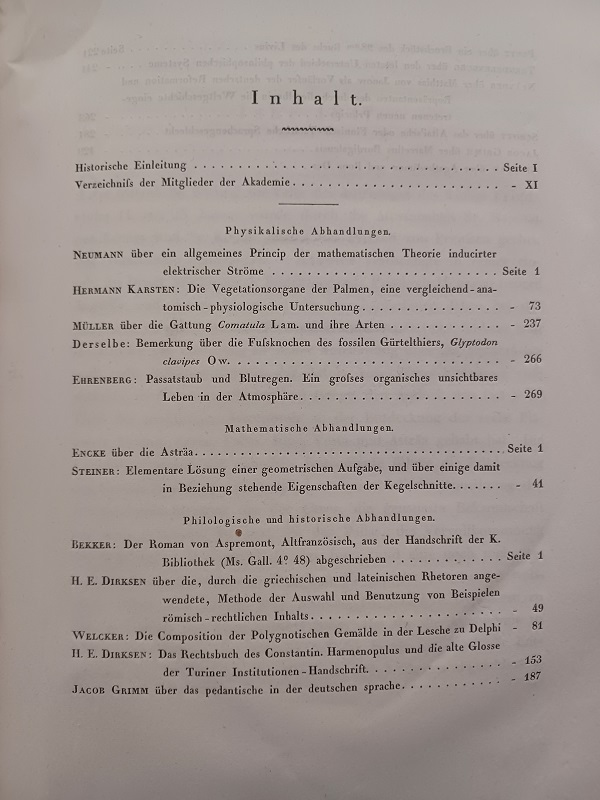 Inhalt.
Historische Einleitung . . . . . . . . . . . . . . . . . . . . . . . . . . . . . . Seite I
Verzeichnifs der Mitglieder der Akademie . . . . . . . . . . . . . . . . . . . . - XI
Physikalische Abhandlungen.
NEUMANN über ein allgemeines Princip der mathematischen Theorie inducirter
elektrischer Ströme . . . . . . . . . . . . . . . . . . . . . . Seite 1
HERMANN KARSTEN: Die Vegetationsorgane der Palmen, eine vergleichend-ana-
tomisch-physiologische Untersuchung . . . . . . . . . . . . . - 73
MÜLLER über die Gattung Comatula Lam. und ihre Arten . . . . . . . . . . . - 237
Derselbe: Bemerkung über die Fufsknochen des fossilen Gürtelthiers, Glyptodon
clavipes Ow. . . . . . . . . . . . . . . . . . . . . . . . . . - 266
EHRENBERG: Passatstaub und Blutregen. Ein grofses organisches unsichtbares
Leben in der Atmosphäre . . . . . . . . . . . . . . . . . . . - 269
Mathematische Abhandlungen.
ENCKE über die Asträa . . . . . . . . . . . . . . . . . . . . . . . . . . . . Seite 1
STEINER: Elementare Lösung einer geometrischen Aufgabe, und über einige damit
in Beziehung stehende Eigenschaften der Kegelschnitte . . . . . . - 41
Philologische und historische Abhandlungen.
BEKKER: Der Roman von Aspremont, Altfranzösisch, aus der Handschrift der K.
Bibliothek (Ms. Gall. 4º 48) abgeschrieben . . . . . . . . . . . Seite 1
H. E. DIRKSEN über die, durch die griechischen und lateinischen Rhetoren ange-
wendete, Methode der Auswahl und Benutzung von Beispielen
römisch-rechtlichen Inhalts . . . . . . . . . . . . . . . . . . . - 49
WELCKER: Die Composition der Polygnotischen Gemälde in der Lesche zu Delphi - 81
H. E. DIRKSEN: Das Rechtsbuch des Constantin. Harmenopulus und die alte Glosse
der Turiner Institutionen-Handschrift. . . . . . . . . . . . . . - 153
JACOB GRIMM über das pedantische in der deutschen sprache . . . . . . . . . . - 187